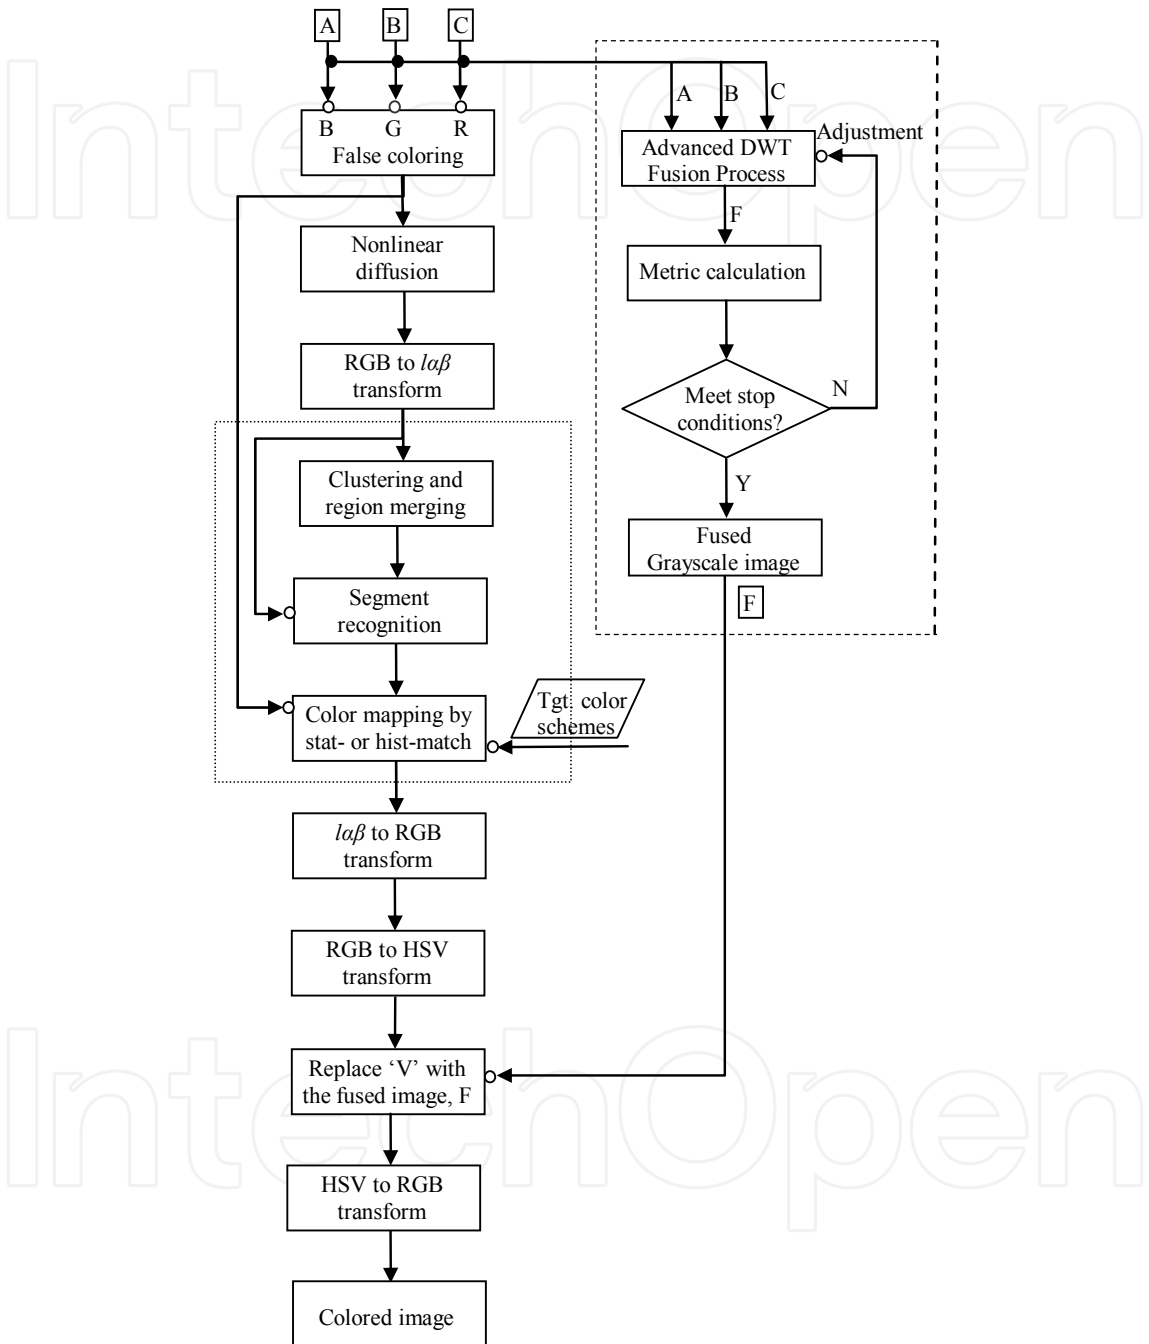 A B C
IntechOpen
A B C
B G R
False coloring
Advanced DWT
Fusion Process
Adjustment
F
Nonlinear
diffusion
Metric calculation
RGB to lαβ
transform
Meet stop
conditions?
N
Y
Clustering and
region merging
Fused
Grayscale image
F
Segment
recognition
Tgt. color
schemes
Color mapping by
stat- or hist-match
lαβ to RGB
transform
RGB to HSV
transform
Replace ‘V’ with
the fused image, F
IntechOpen
HSV to RGB
transform
Colored image